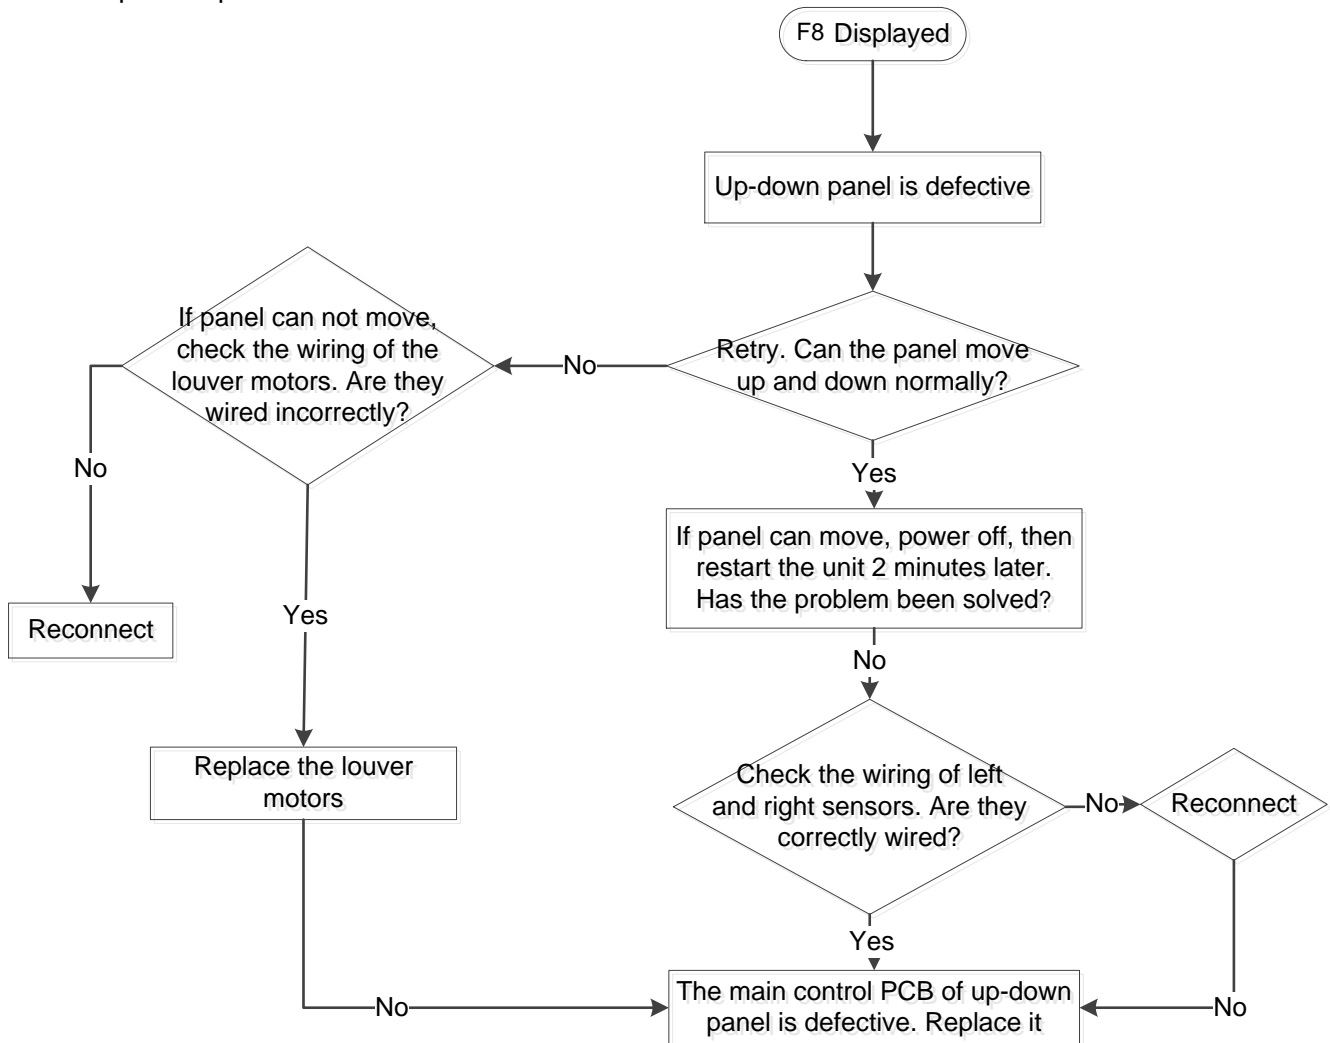 F8 Displayed
Up-down panel is defective
Retry. Can the panel move
up and down normally?
No
If panel can not move,
check the wiring of the
louver motors. Are they
wired incorrectly?
No
Reconnect
Yes
Replace the louver
motors
No
Yes
If panel can move, power off, then
restart the unit 2 minutes later.
Has the problem been solved?
No
Check the wiring of left
and right sensors. Are they
correctly wired?
No
Reconnect
No
Yes
The main control PCB of up-down
panel is defective. Replace it